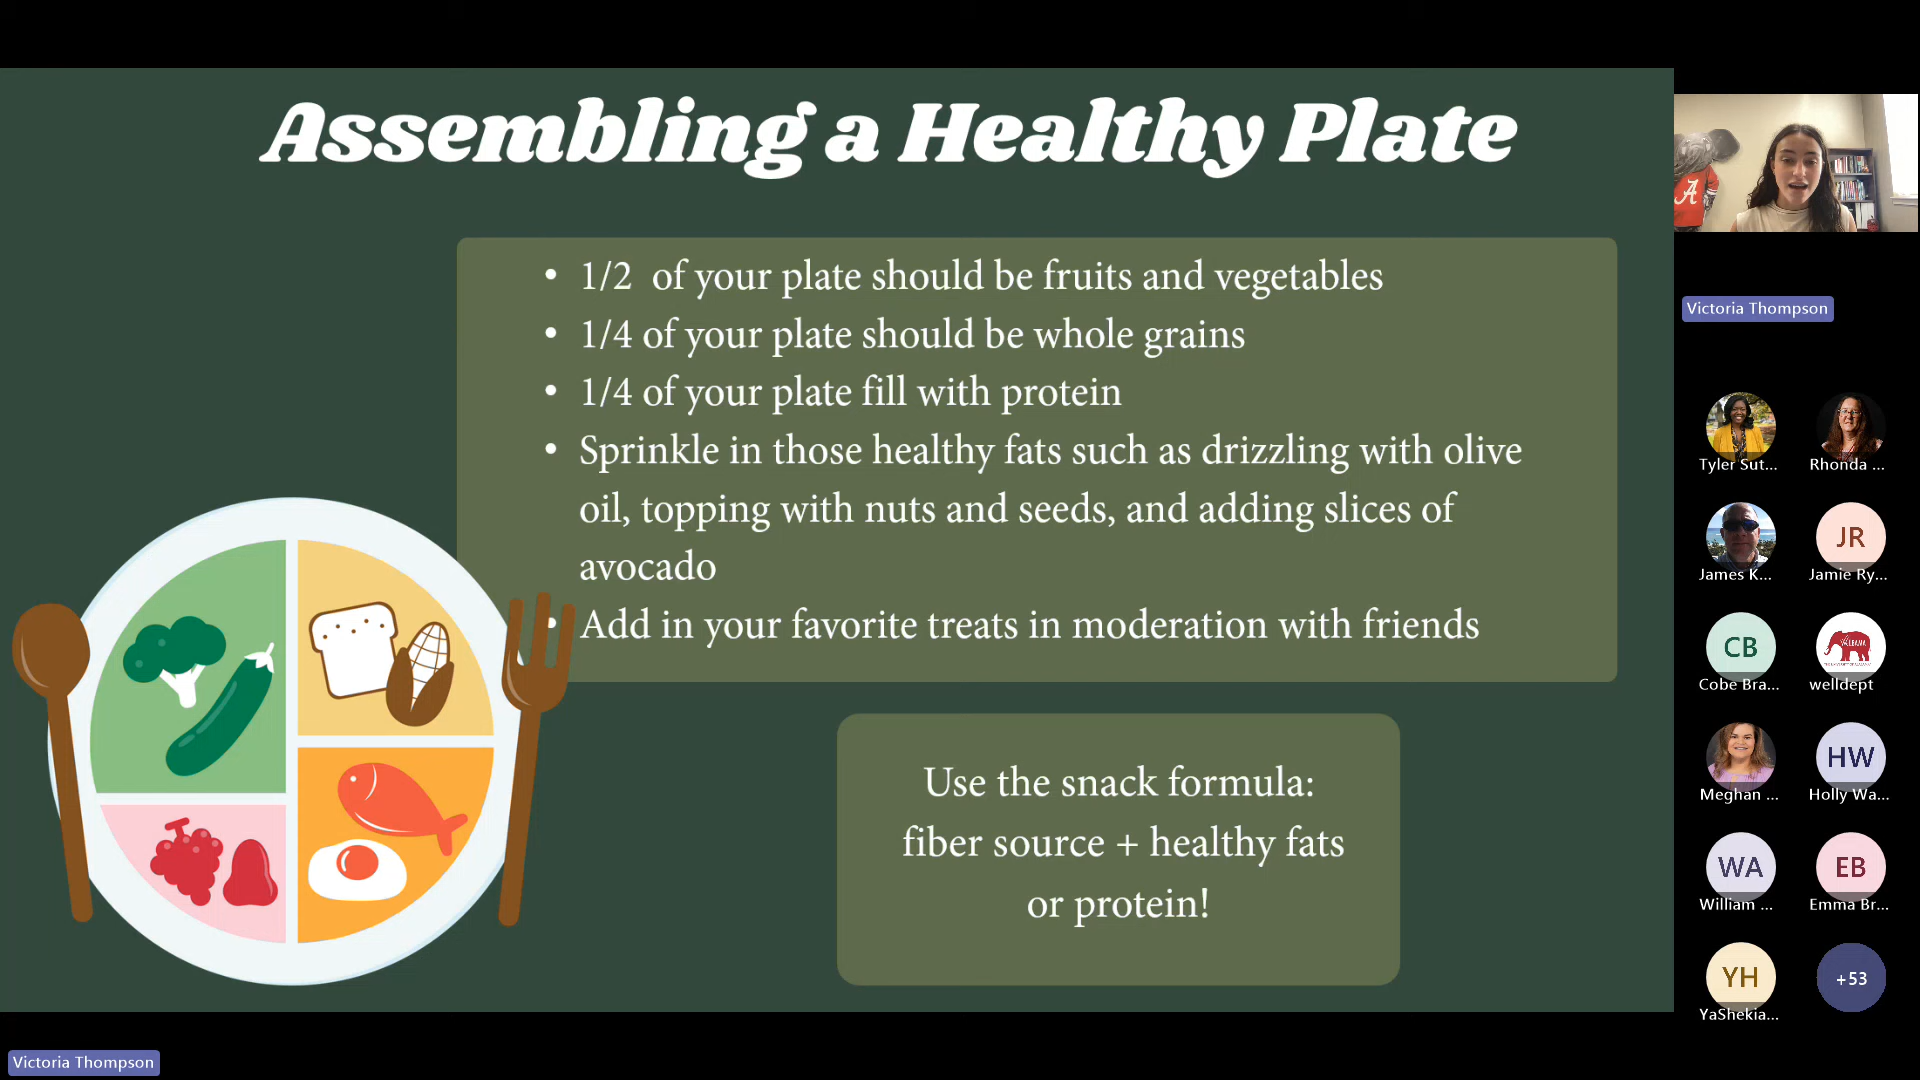 Assembling a Healthy Plate
• 1/2 of your plate should be fruits and vegetables
• 1/4 of your plate should be whole grains
• 1/4 of your plate fill with protein
• Sprinkle in those healthy fats such as drizzling with olive
oil, topping with nuts and seeds, and adding slices of
avocado
• Add in your favorite treats in moderation with friends
Use the snack formula:
fiber source + healthy fats
or protein!
A
Victoria Thompson
Tyler Sut...
Rhonda ...
James K...
JR
Jamie Ry...
CB
Cobe Bra...
welldept
Meghan ...
HW
Holly Wa...
WA
William ...
EB
Emma Br...
YH
YaShekia...
+53
Victoria Thompson